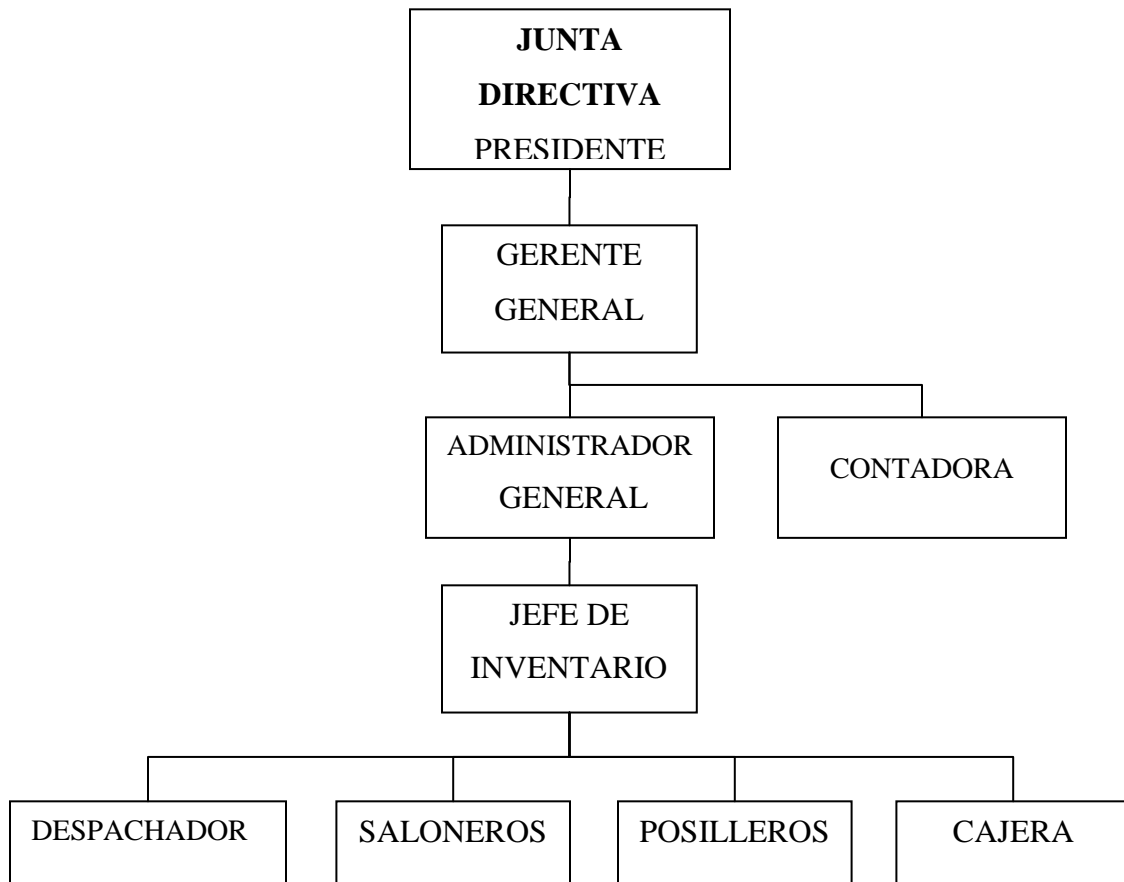 JUNTA
DIRECTIVA
PRESIDENTE
GERENTE
GENERAL
ADMINISTRADOR
GENERAL
CONTADORA
JEFE DE
INVENTARIO
DESPACHADOR
SALONEROS
POSILLEROS
CAJERA